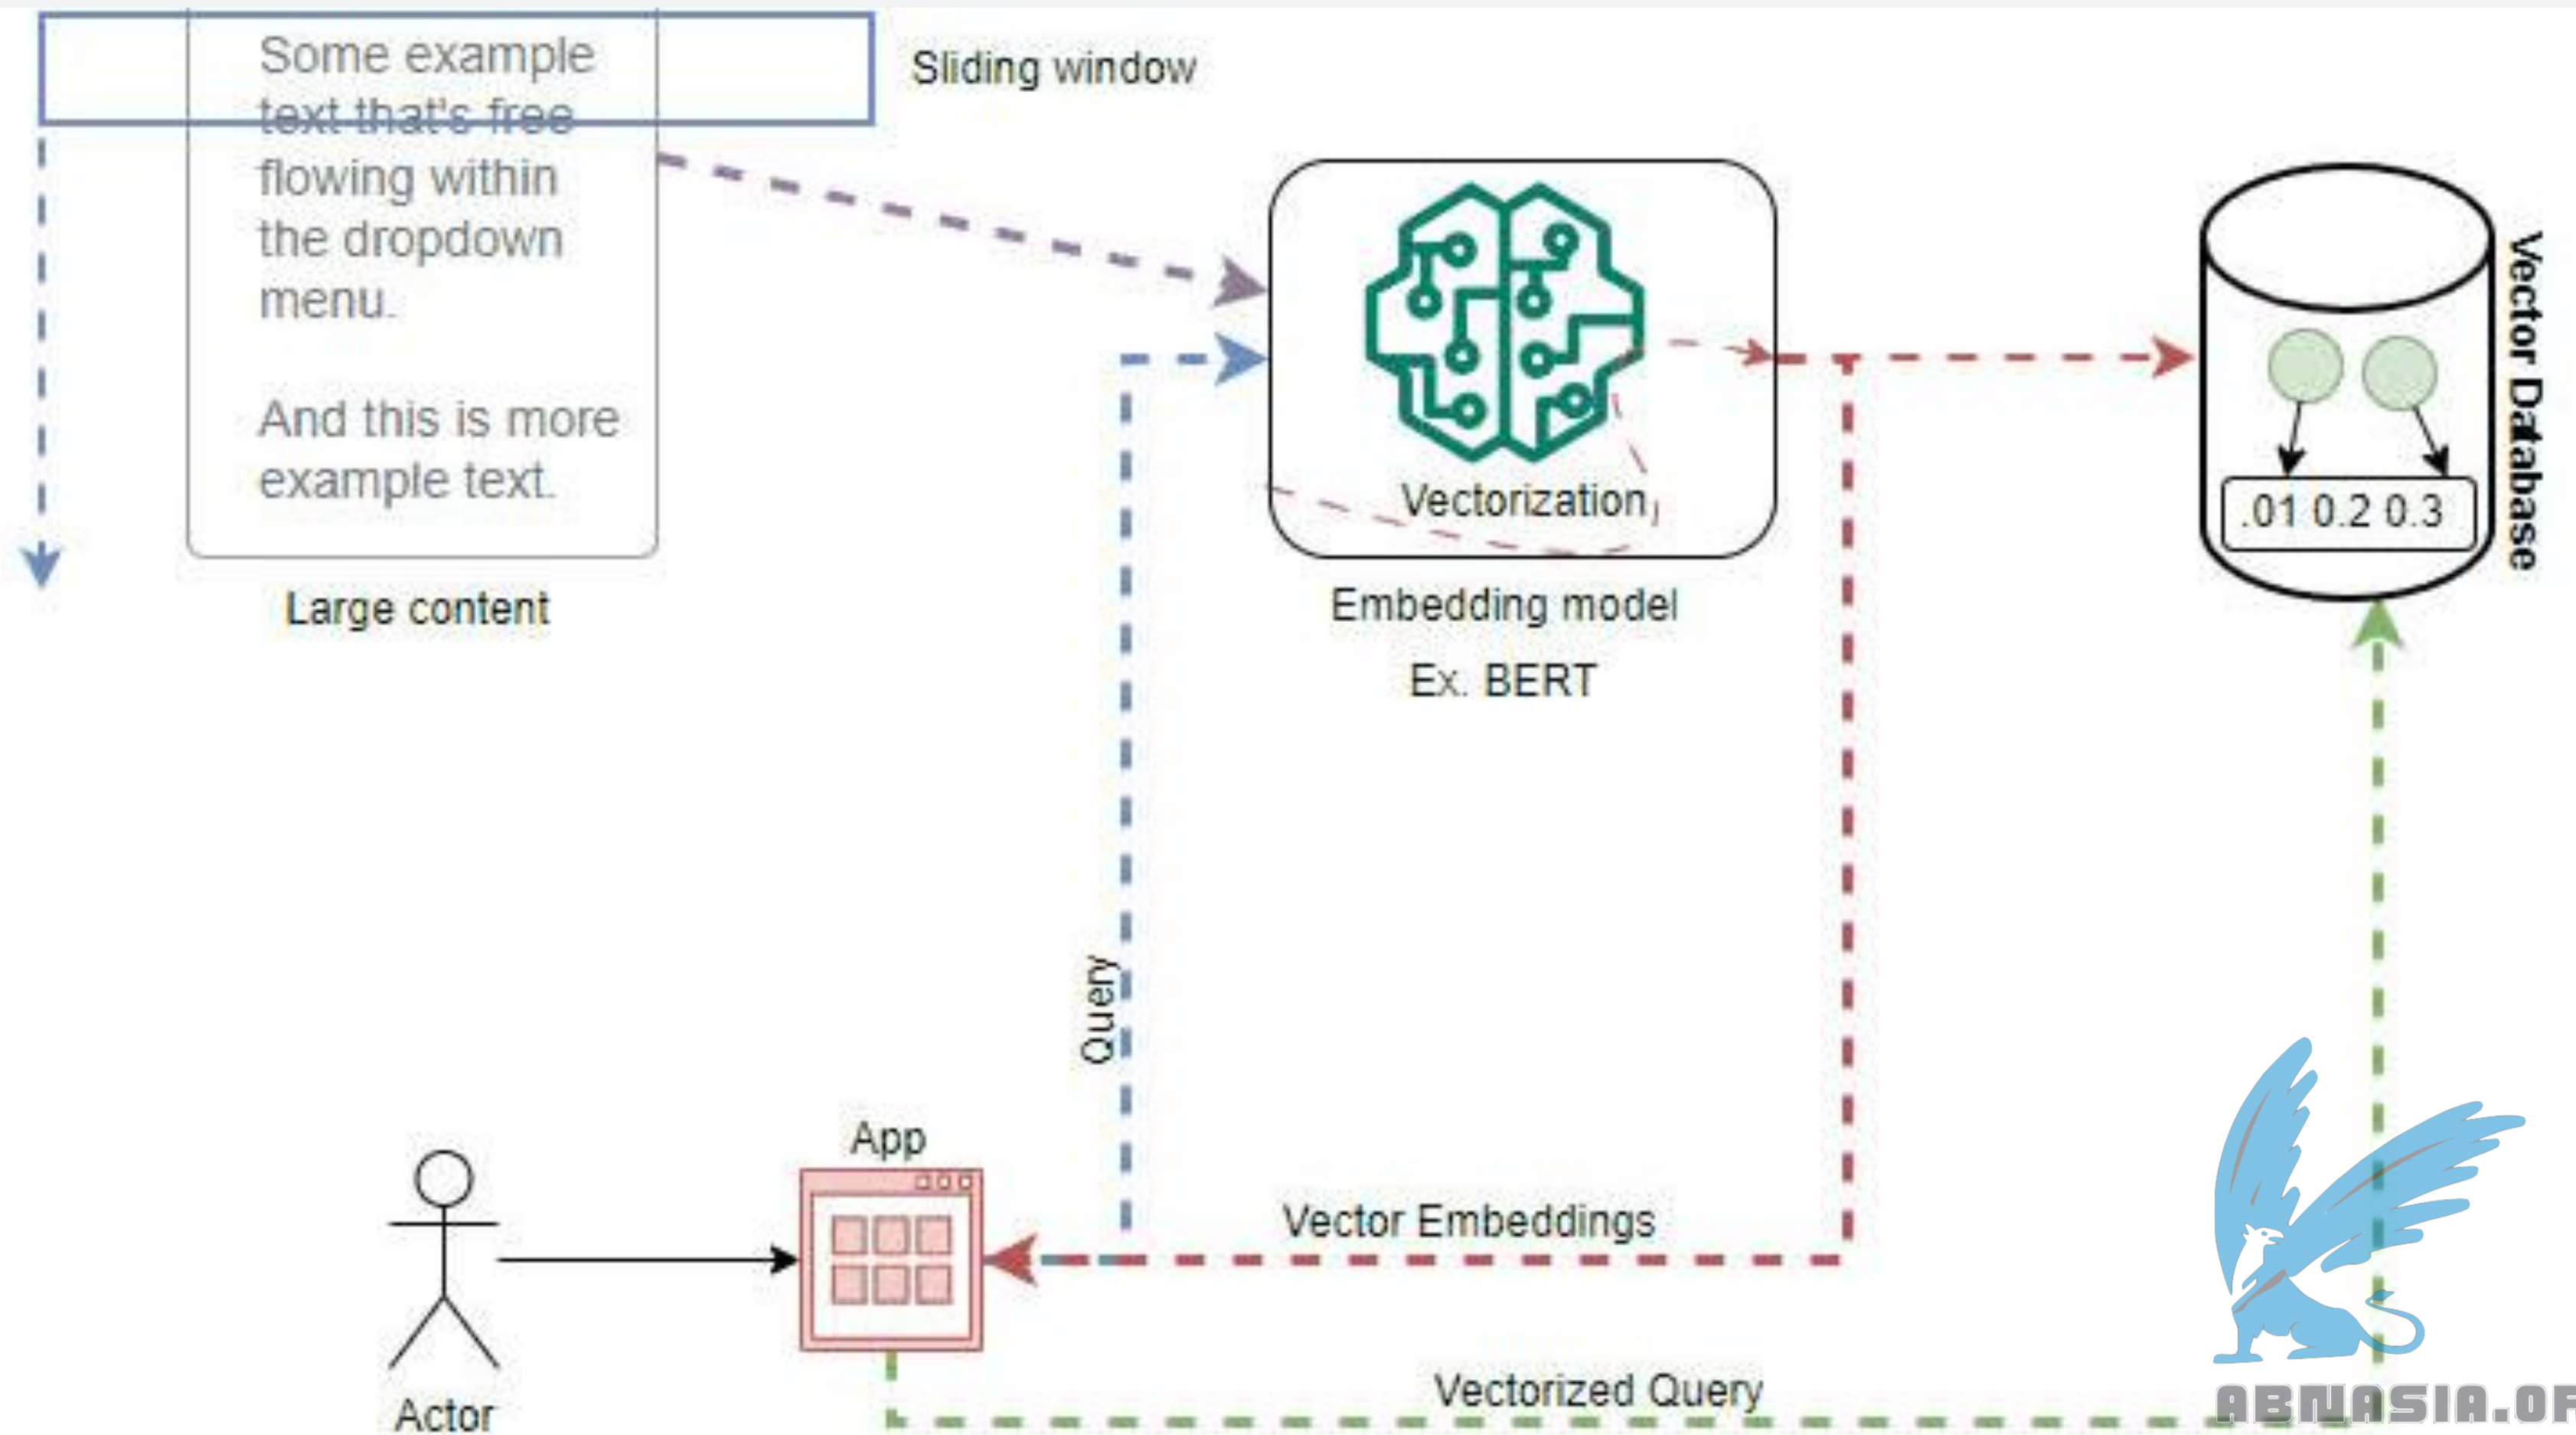 Some example
text that's free
flowing within
the dropdown
menu.
And this is more
example text.
Sliding window
Large content
Vectorization
Embedding model
Ex. BERT
.01 0.2 0.3
Vector Database
Query
App
Actor
Vector Embeddings
Vectorized Query
ABNASIA.OR